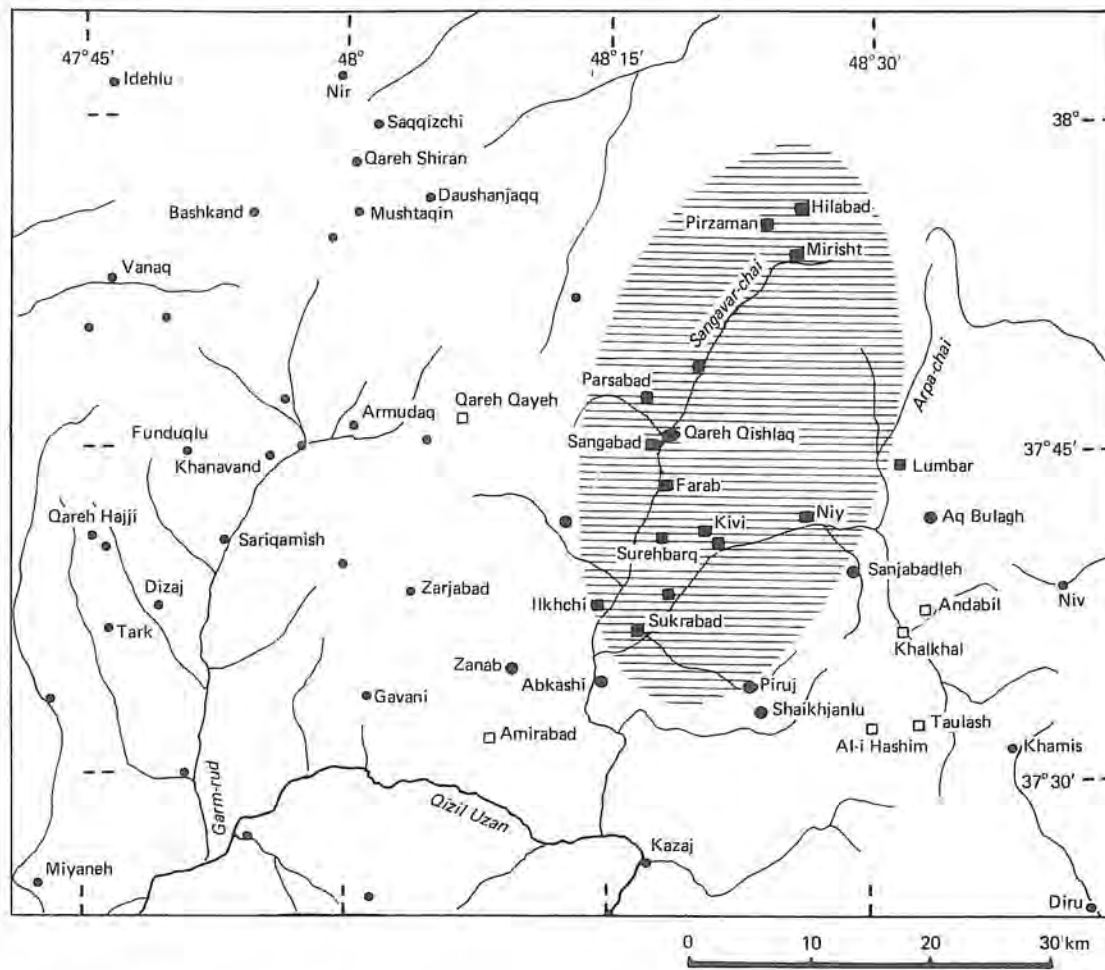 47°45'
48°
48°15'
48°30'
Idehlu
Nir
Saqqizchi
38°
Qareh Shiran
Daushanjaqq
Bashkand
Mushtaqin
Hilabad
Pirzaman
Mirisht
Vanaq
Sangavar-chai
Arpa-chai
Parsabad
Armudaq
Qareh Qayeh
Funduqlu
Qareh Qishlaq
Khanavand
Sangabad
37°45'
Lumbar
Farab
Qareh Hajji
Kivi
Niy
Aq Bulagh
Sariqamish
Surehbarq
Sanjabadleh
Dizaj
Zarjabad
Ilkhchi
Niv
Andabil
Tark
Sukrabad
Khalkhal
Zanab
Abkashi
Piruj
Gavani
Shaikhjanlu
Amirabad
Taulash
Al-i Hashim
Khamis
37°30'
Garm-rud
Qizil Uzan
Kazaj
Miyaneh
Diru
0 10 20 30 km